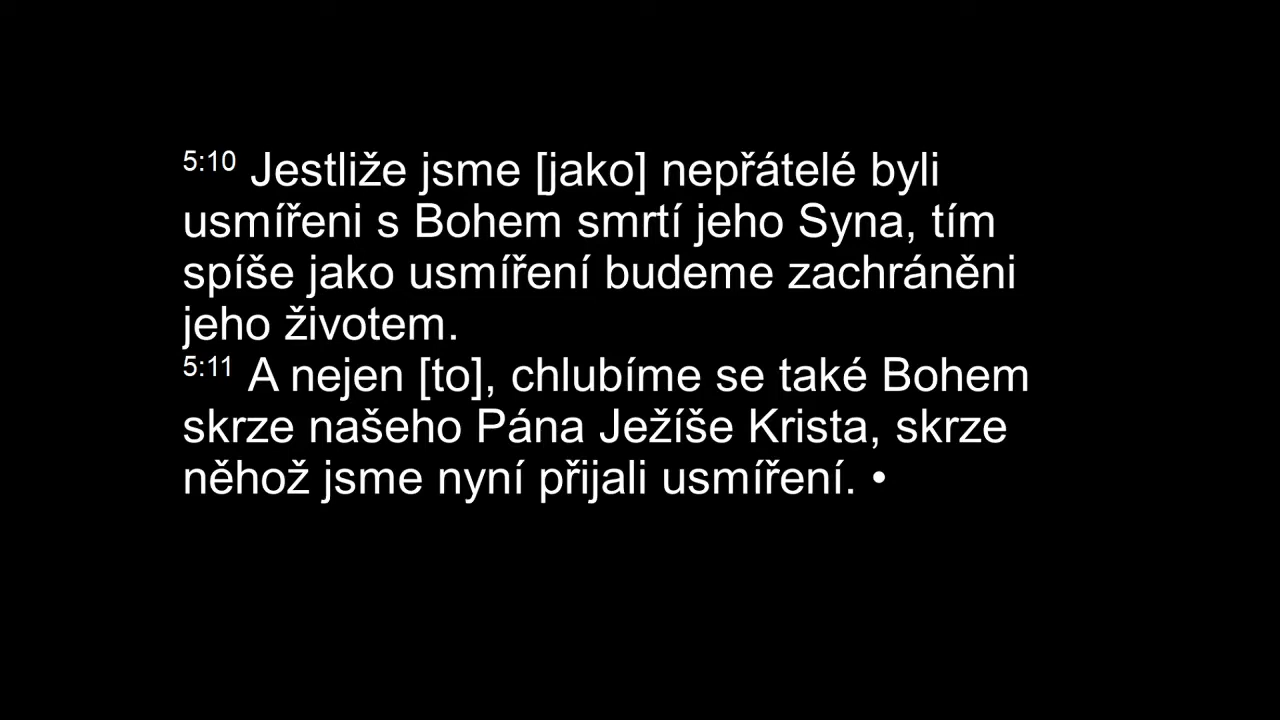 5:10 Jestliže jsme [jako] nepřátelé byli
usmířeni s Bohem smrtí jeho Syna, tím
spíše jako usmíření budeme zachráněni
jeho životem.
5:11 A nejen [to], chlubíme se také Bohem
skrze našeho Pána Ježíše Krista, skrze
něhož jsme nyní přijali usmíření. •